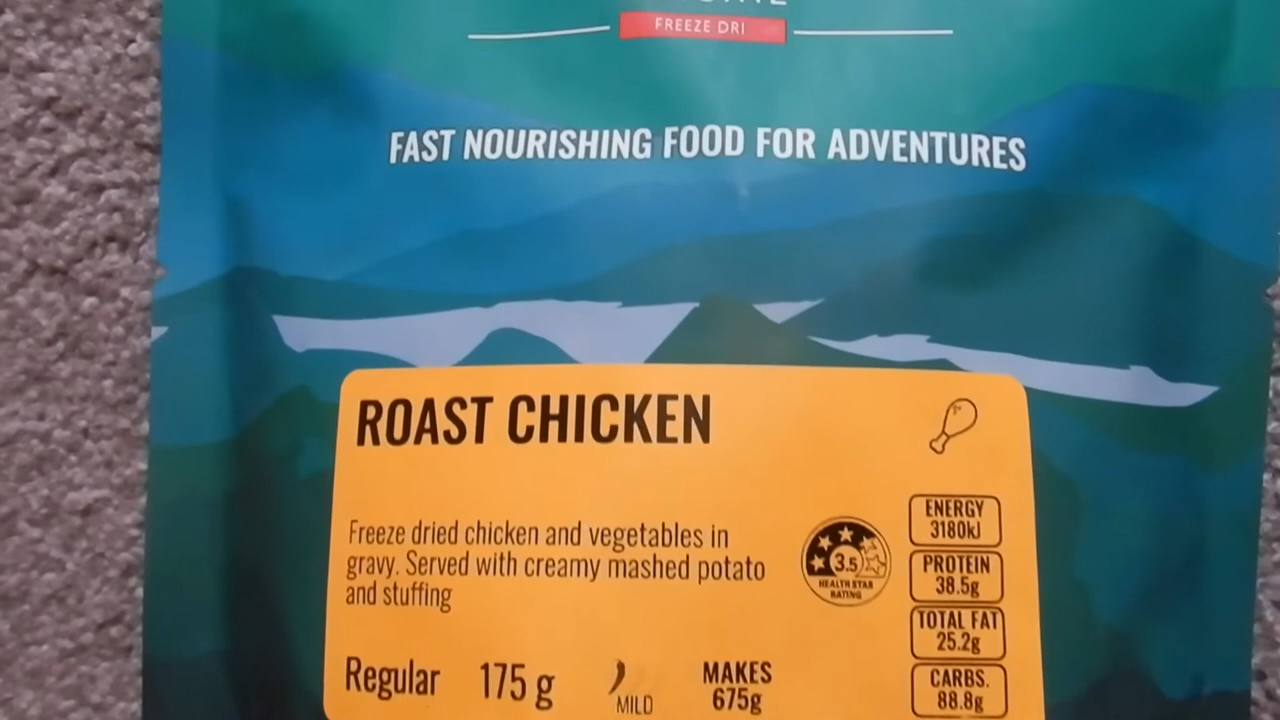 FREEZE DRI
FAST NOURISHING FOOD FOR ADVENTURES
ROAST CHICKEN
Freeze dried chicken and vegetables in
gravy. Served with creamy mashed potato
and stuffing
3.5
HEALTH STAR
RATING
ENERGY
3180kJ
PROTEIN
38.5g
TOTAL FAT
25.2g
CARBS.
88.8g
Regular 175 g MILD MAKES
675g